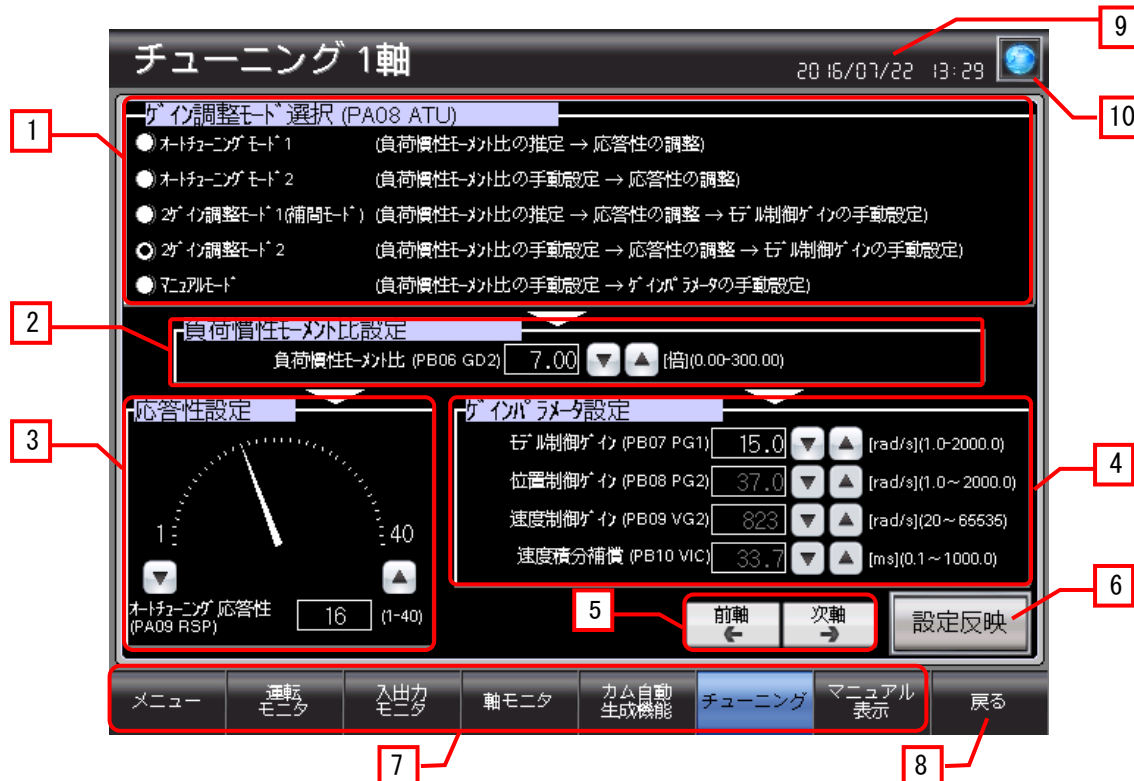 9
チューニング 1軸
2016/07/22 13:29
10
1
ｹﾞｲﾝ調整ﾓｰﾄﾞ選択 (PA08 ATU)
ｵｰﾄﾁｭｰﾆﾝｸﾞﾓｰﾄﾞ1 (負荷慣性ﾓｰﾒﾝﾄ比の推定 → 応答性の調整)
ｵｰﾄﾁｭｰﾆﾝｸﾞﾓｰﾄﾞ2 (負荷慣性ﾓｰﾒﾝﾄ比の手動設定 → 応答性の調整)
2ｹﾞｲﾝ調整ﾓｰﾄﾞ1(補間ﾓｰﾄﾞ) (負荷慣性ﾓｰﾒﾝﾄ比の推定 → 応答性の調整 → ﾓﾃﾞﾙ制御ｹﾞｲﾝの手動設定)
2ｹﾞｲﾝ調整ﾓｰﾄﾞ2 (負荷慣性ﾓｰﾒﾝﾄ比の手動設定 → 応答性の調整 → ﾓﾃﾞﾙ制御ｹﾞｲﾝの手動設定)
ﾏﾆｭｱﾙﾓｰﾄﾞ (負荷慣性ﾓｰﾒﾝﾄ比の手動設定 → ｹﾞｲﾝﾊﾟﾗﾒｰﾀの手動設定)
2
負荷慣性ﾓｰﾒﾝﾄ比設定
負荷慣性ﾓｰﾒﾝﾄ比 (PB06 GD2) 7.00 ▼ ▲ [倍](0.00-300.00)
3
応答性設定
1 40
▼ ▲
ｵｰﾄﾁｭｰﾆﾝｸﾞ応答性
(PA09 RSP) 16 (1-40)
ｹﾞｲﾝﾊﾟﾗﾒｰﾀ設定
ﾓﾃﾞﾙ制御ｹﾞｲﾝ (PB07 PG1) 15.0 ▼ ▲ [rad/s](1.0-2000.0)
位置制御ｹﾞｲﾝ (PB08 PG2) 37.0 ▼ ▲ [rad/s](1.0～2000.0)
速度制御ｹﾞｲﾝ (PB09 VG2) 823 ▼ ▲ [rad/s](20～65535)
速度積分補償 (PB10 VIC) 33.7 ▼ ▲ [ms](0.1～1000.0)
4
5
前軸
←
次軸
→
設定反映
6
メニュー
運転
モニタ
入出力
モニタ
軸モニタ
カム自動
生成機能
チューニング
マニュアル
表示
戻る
7
8